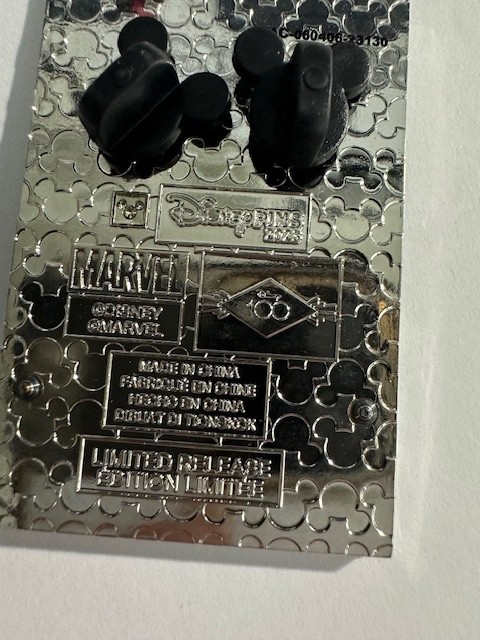 C-060406-23130
Disney PINS
2023
MARVEL
©DISNEY
©MARVEL
100
MADE IN CHINA
FABRIQUÉ EN CHINE
HECHO EN CHINA
DIBUAT DI TIONGKOK
LIMITED RELEASE
ÉDITION LIMITÉE